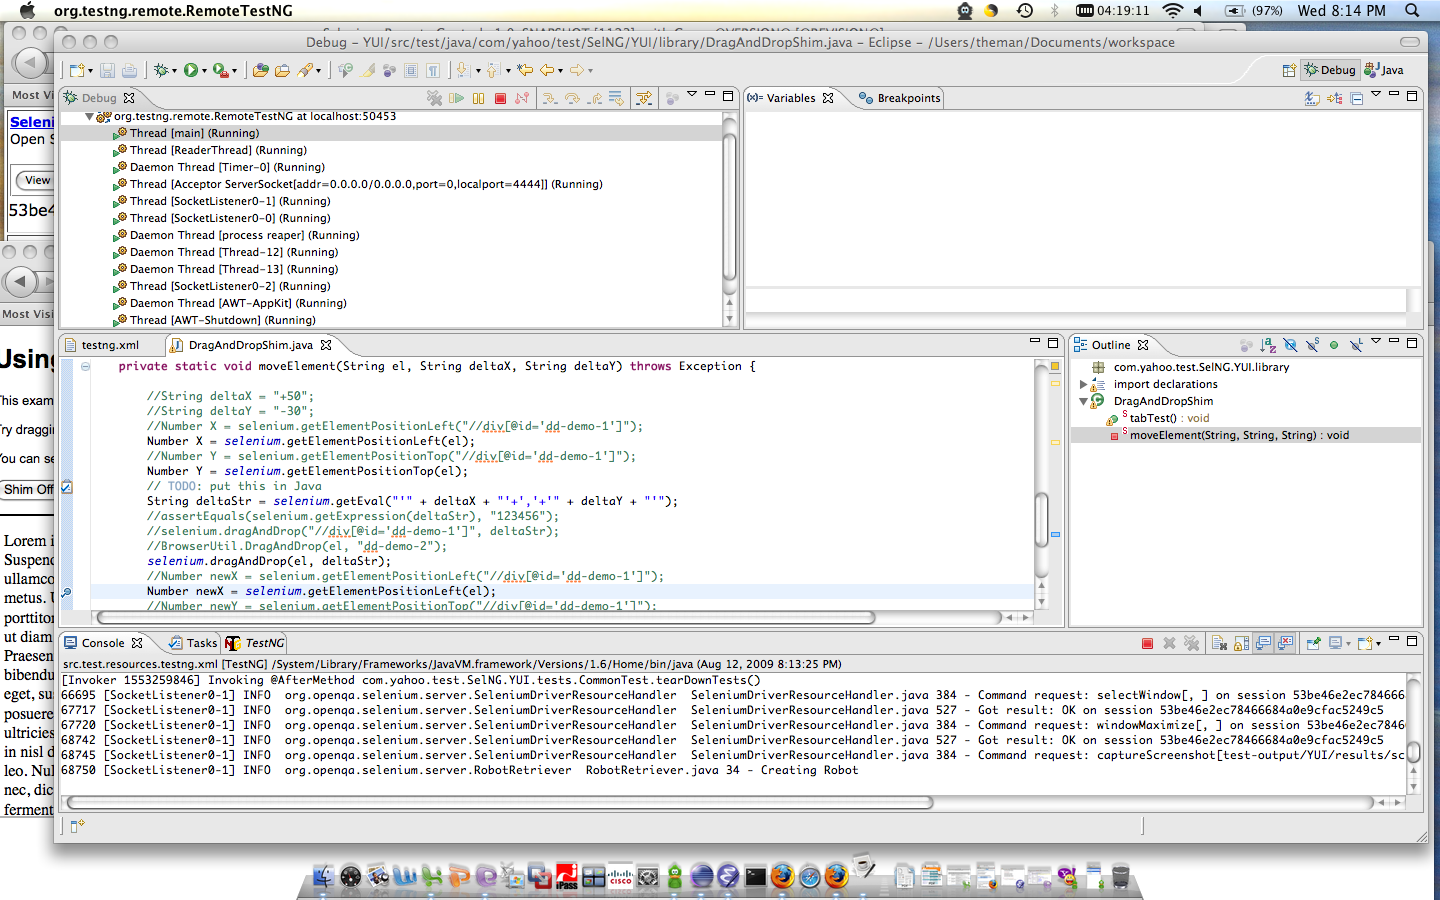 org.testng.remote.RemoteTestNG
04:19:11
(97%)
Wed 8:14 PM
Debug – YUI/src/test/java/com/yahoo/test/SelNG/YUI/library/DragAndDropShim.java – Eclipse – /Users/theman/Documents/workspace
Debug
Java
Most Vi
Seleni
Open S
View
53be4
Most Visi
Using
This exam
Try draggin
You can se
Shim Off
Lorem i
Suspend
ullamco
metus. U
porttitor
ut diam
Praesent
bibendu
eget, sus
posuere
ultricies
in nisl d
leo. Nul
nec, dic
ferment
Debug
org.testng.remote.RemoteTestNG at localhost:50453
Thread [main] (Running)
Thread [ReaderThread] (Running)
Daemon Thread [Timer-0] (Running)
Thread [Acceptor ServerSocket[addr=0.0.0.0/0.0.0.0,port=0,localport=4444]] (Running)
Thread [SocketListener0-1] (Running)
Thread [SocketListener0-0] (Running)
Daemon Thread [process reaper] (Running)
Daemon Thread [Thread-12] (Running)
Daemon Thread [Thread-13] (Running)
Thread [SocketListener0-2] (Running)
Daemon Thread [AWT-AppKit] (Running)
Thread [AWT-Shutdown] (Running)
(x)= Variables
Breakpoints
testng.xml
DragAndDropShim.java
private static void moveElement(String el, String deltaX, String deltaY) throws Exception {
//String deltaX = "+50";
//String deltaY = "-30";
//Number X = selenium.getElementPositionLeft("//div[@id='dd-demo-1']");
Number X = selenium.getElementPositionLeft(el);
//Number Y = selenium.getElementPositionTop("//div[@id='dd-demo-1']");
Number Y = selenium.getElementPositionTop(el);
// TODO: put this in Java
String deltaStr = selenium.getEval("'" + deltaX + "'+','+'" + deltaY + "'");
//assertEquals(selenium.getExpression(deltaStr), "123456");
//selenium.dragAndDrop("//div[@id='dd-demo-1']", deltaStr);
//BrowserUtil.DragAndDrop(el, "dd-demo-2");
selenium.dragAndDrop(el, deltaStr);
//Number newX = selenium.getElementPositionLeft("//div[@id='dd-demo-1']");
Number newX = selenium.getElementPositionLeft(el);
//Number newY = selenium.getElementPositionTop("//div[@id='dd-demo-1']");
Outline
com.yahoo.test.SelNG.YUI.library
import declarations
DragAndDropShim
tabTest() : void
moveElement(String, String, String) : void
Console
Tasks
TestNG
src.test.resources.testng.xml [TestNG] /System/Library/Frameworks/JavaVM.framework/Versions/1.6/Home/bin/java (Aug 12, 2009 8:13:25 PM)
[Invoker 1553259846] Invoking @AfterMethod com.yahoo.test.SelNG.YUI.tests.CommonTest.tearDownTests()
66695 [SocketListener0-1] INFO org.openqa.selenium.server.SeleniumDriverResourceHandler SeleniumDriverResourceHandler.java 384 - Command request: selectWindow[, ] on session 53be46e2ec784666
67717 [SocketListener0-1] INFO org.openqa.selenium.server.SeleniumDriverResourceHandler SeleniumDriverResourceHandler.java 527 - Got result: OK on session 53be46e2ec78466684a0e9cfac5249c5
67720 [SocketListener0-1] INFO org.openqa.selenium.server.SeleniumDriverResourceHandler SeleniumDriverResourceHandler.java 384 - Command request: windowMaximize[, ] on session 53be46e2ec7846
68742 [SocketListener0-1] INFO org.openqa.selenium.server.SeleniumDriverResourceHandler SeleniumDriverResourceHandler.java 527 - Got result: OK on session 53be46e2ec78466684a0e9cfac5249c5
68745 [SocketListener0-1] INFO org.openqa.selenium.server.SeleniumDriverResourceHandler SeleniumDriverResourceHandler.java 384 - Command request: captureScreenshot[test-output/YUI/results/sc
68750 [SocketListener0-1] INFO org.openqa.selenium.server.RobotRetriever RobotRetriever.java 34 - Creating Robot
iPass
CISCO